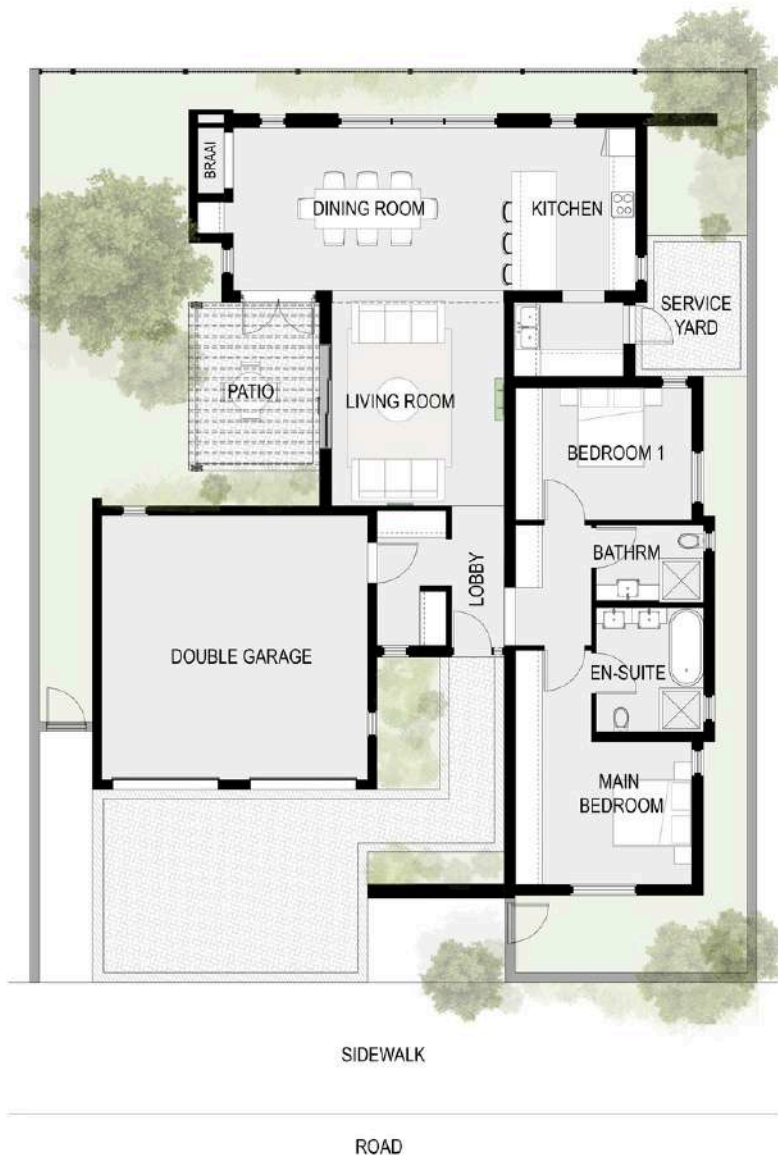 BRAAI
DINING ROOM
KITCHEN
SERVICE
YARD
PATIO
LIVING ROOM
BEDROOM 1
BATHRM
LOBBY
DOUBLE GARAGE
EN-SUITE
MAIN
BEDROOM
SIDEWALK
ROAD